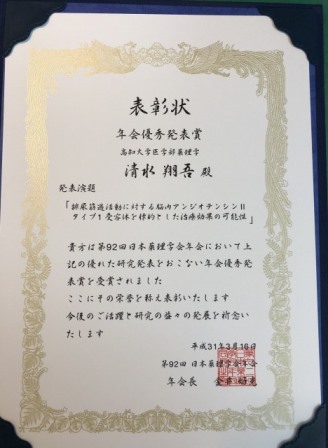 表彰状
年会優秀発表賞
高知大学医学部薬理学
清水 翔吾 殿
発表演題
「排尿筋過活動に対する脳内アンジオテンシンⅡ
タイプ1受容体を標的とした治療効果の可能性」
貴方は第92回日本薬理学会年会において上
記の優れた研究発表をおこない年会優秀発
表賞を受賞されました
ここにその栄誉を称え表彰いたします
今後のご活躍と研究の益々の発展を祈念い
たします
平成31年3月16日
第92回 日本薬理学会年会
年会長 金井